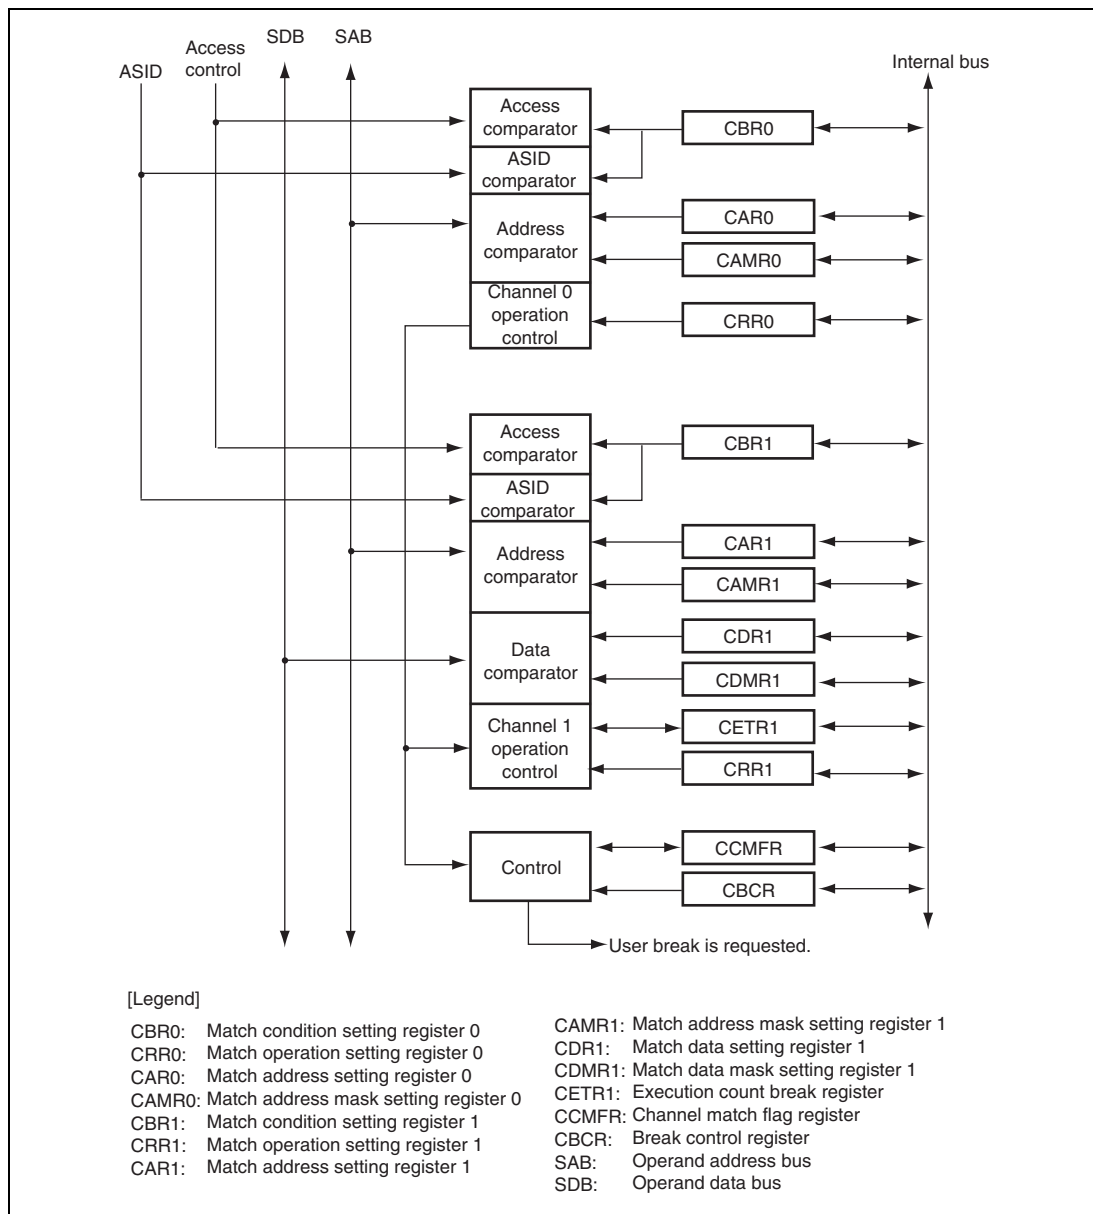 SDB
SAB
Access
control
ASID
Internal bus
Access
comparator
CBR0
ASID
comparator
Address
comparator
CAR0
CAMR0
Channel 0
operation
control
CRR0
Access
comparator
CBR1
ASID
comparator
Address
comparator
CAR1
CAMR1
Data
comparator
CDR1
CDMR1
Channel 1
operation
control
CETR1
CRR1
Control
CCMFR
CBCR
User break is requested.
[Legend]
CBR0: Match condition setting register 0
CRR0: Match operation setting register 0
CAR0: Match address setting register 0
CAMR0: Match address mask setting register 0
CBR1: Match condition setting register 1
CRR1: Match operation setting register 1
CAR1: Match address setting register 1
CAMR1: Match address mask setting register 1
CDR1: Match data setting register 1
CDMR1: Match data mask setting register 1
CETR1: Execution count break register
CCMFR: Channel match flag register
CBCR: Break control register
SAB: Operand address bus
SDB: Operand data bus